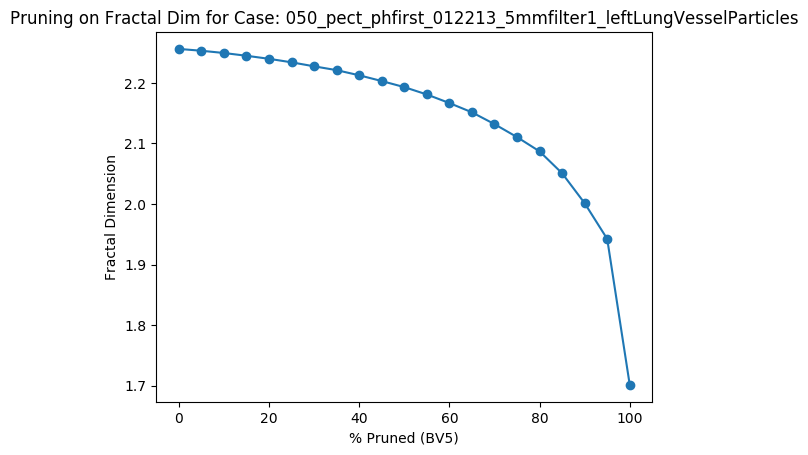 Pruning on Fractal Dim for Case: 050_pect_phfirst_012213_5mmfilter1_leftLungVesselParticles
Fractal Dimension
2.2
2.1
2.0
1.9
1.8
1.7
0 20 40 60 80 100
% Pruned (BV5)